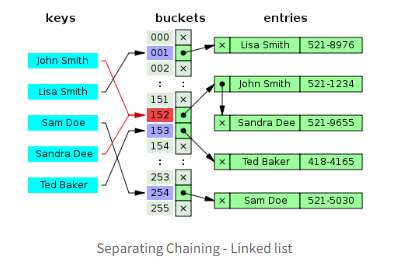 keys buckets entries
000 ×
John Smith 001 × Lisa Smith 521-8976
Lisa Smith 002 ×
: :
151 × John Smith 521-1234
Sam Doe 152
153 × Sandra Dee 521-9655
Sandra Dee 154 ×
: : × Ted Baker 418-4165
Ted Baker 253 ×
254 × Sam Doe 521-5030
255 ×
Separating Chaining - Linked list